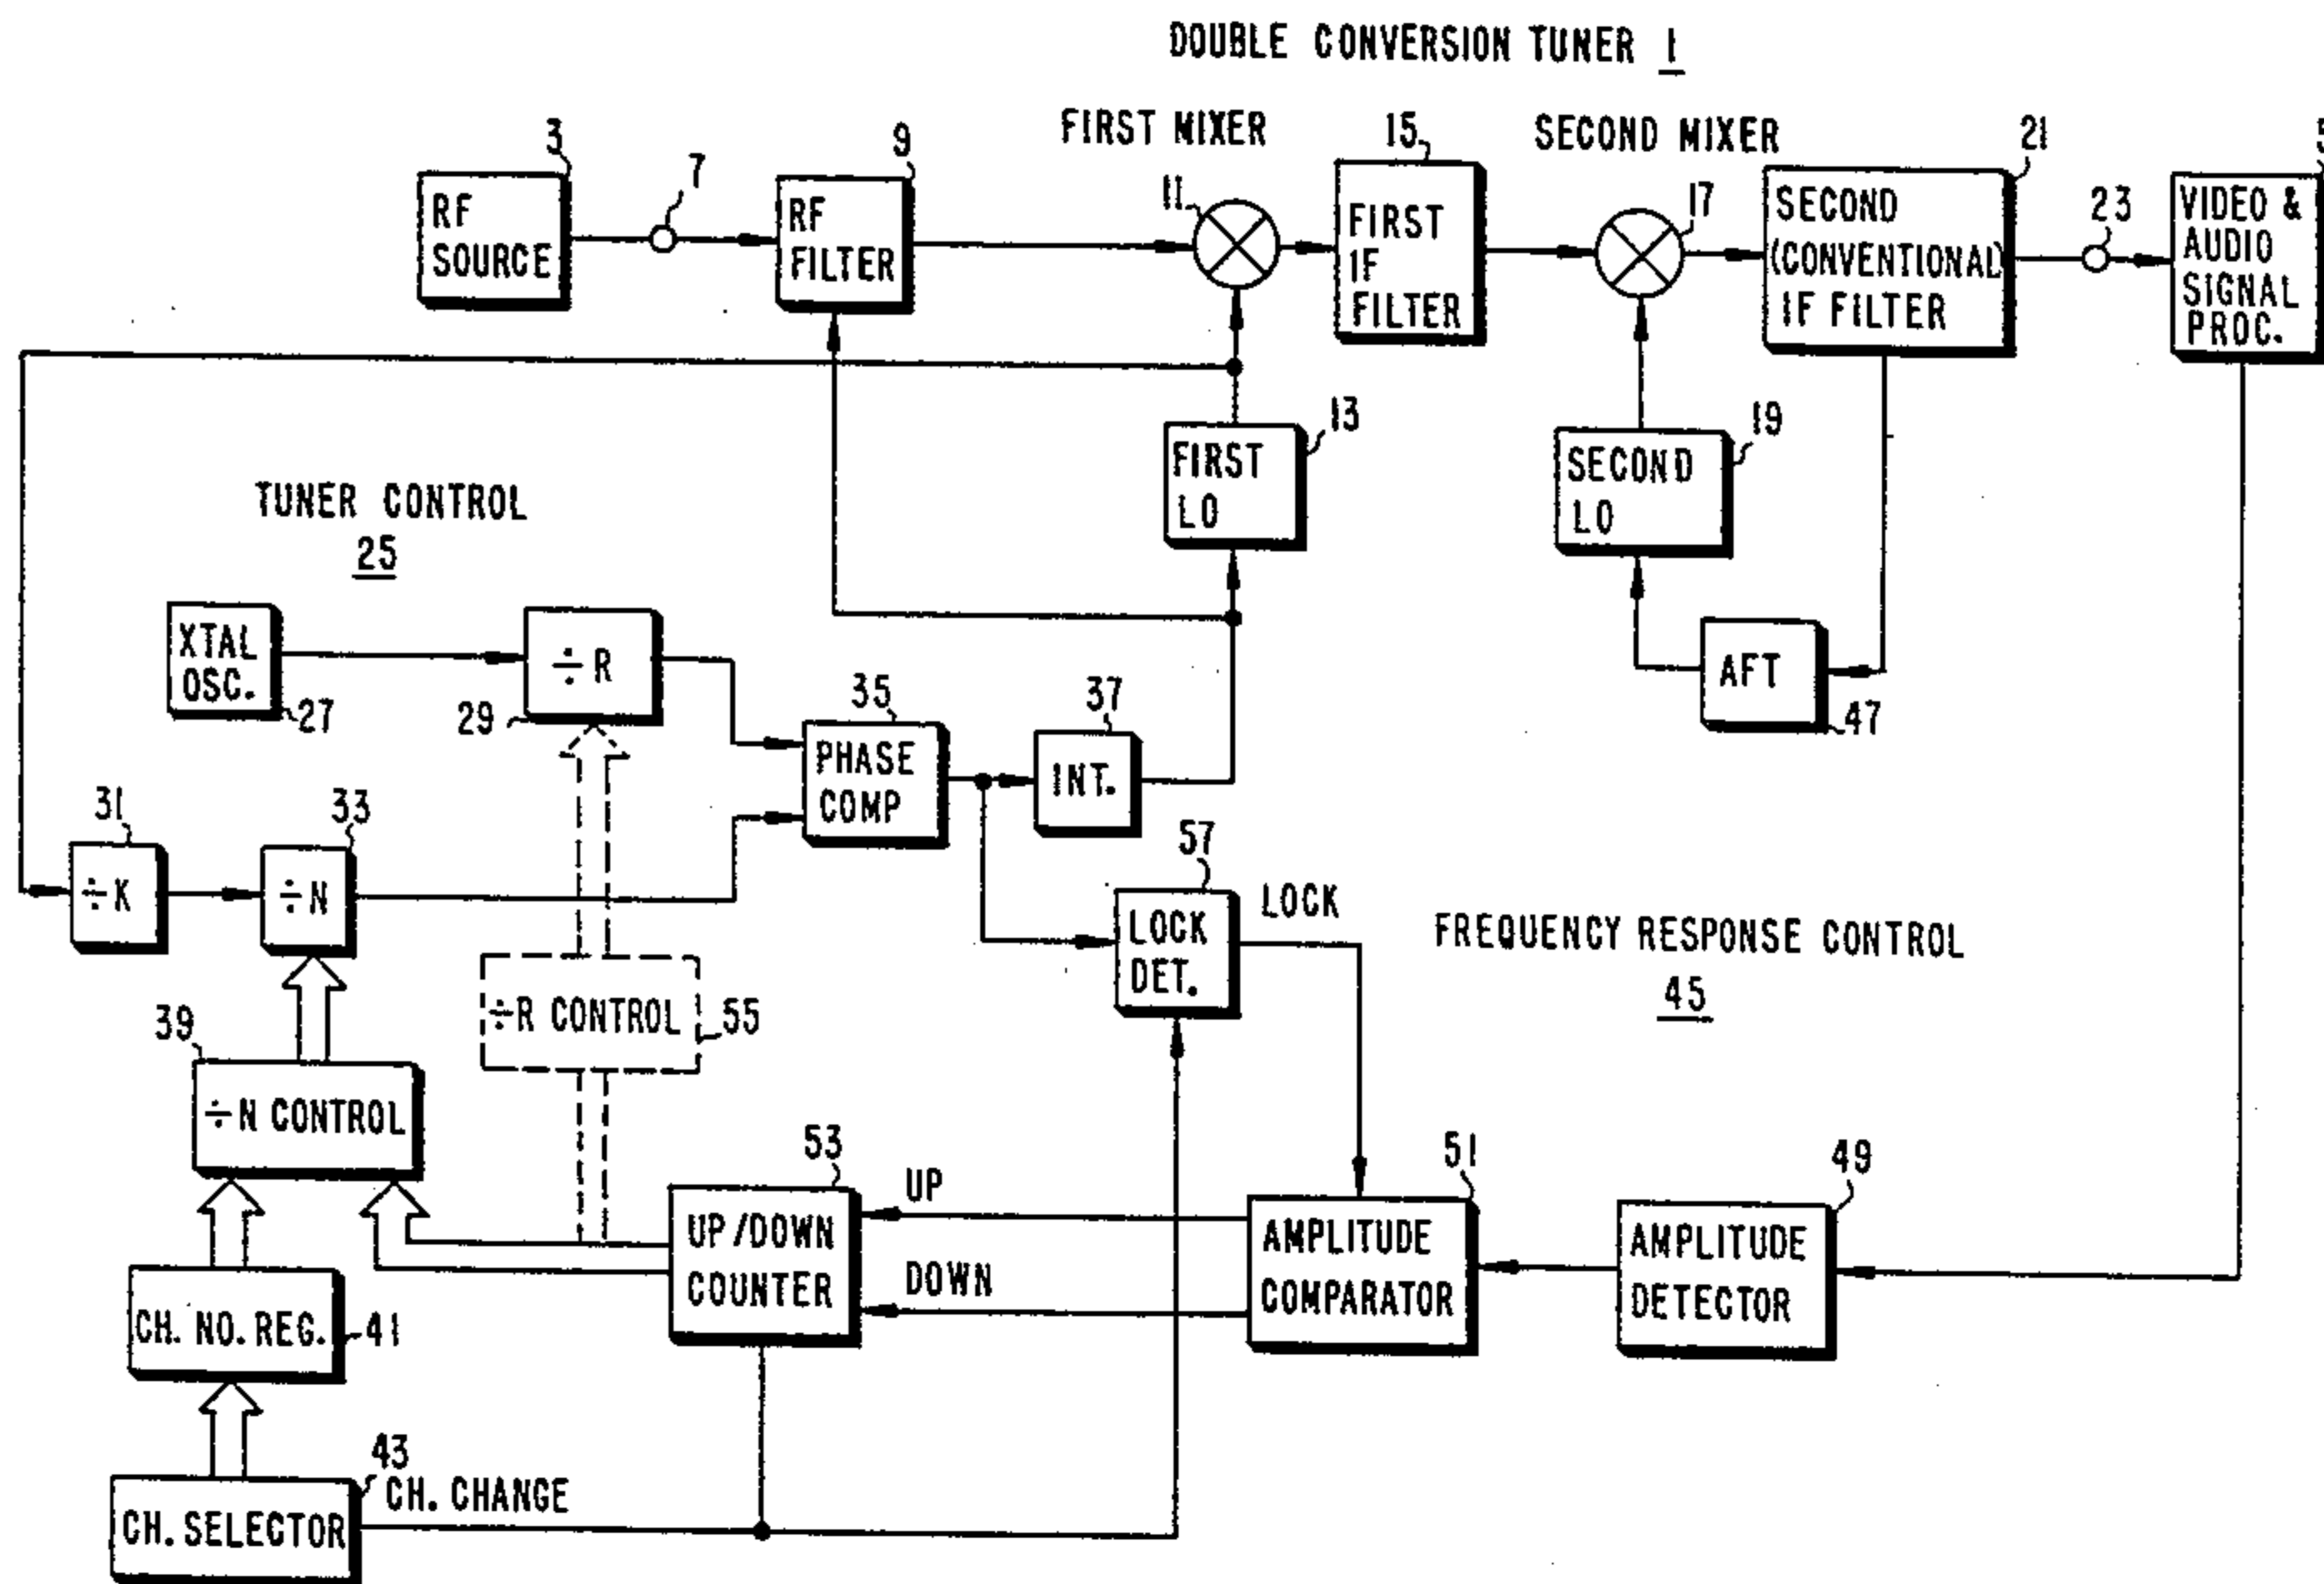 DOUBLE CONVERSION TUNER 1
FIRST MIXER
SECOND MIXER
3
7
9
11
15
17
21
23
5
RF
SOURCE
RF
FILTER
FIRST
IF
FILTER
SECOND
(CONVENTIONAL)
IF FILTER
VIDEO &
AUDIO
SIGNAL
PROC.
13
FIRST
LO
19
SECOND
LO
TUNER CONTROL
25
XTAL
OSC.
27
÷R
29
35
PHASE
COMP
37
INT.
AFT
47
31
÷K
33
÷N
57
LOCK
DET.
LOCK
FREQUENCY RESPONSE CONTROL
45
÷R CONTROL
55
39
÷N CONTROL
53
UP/DOWN
COUNTER
UP
DOWN
51
AMPLITUDE
COMPARATOR
49
AMPLITUDE
DETECTOR
CH. NO. REG.
41
43
CH. SELECTOR
CH. CHANGE